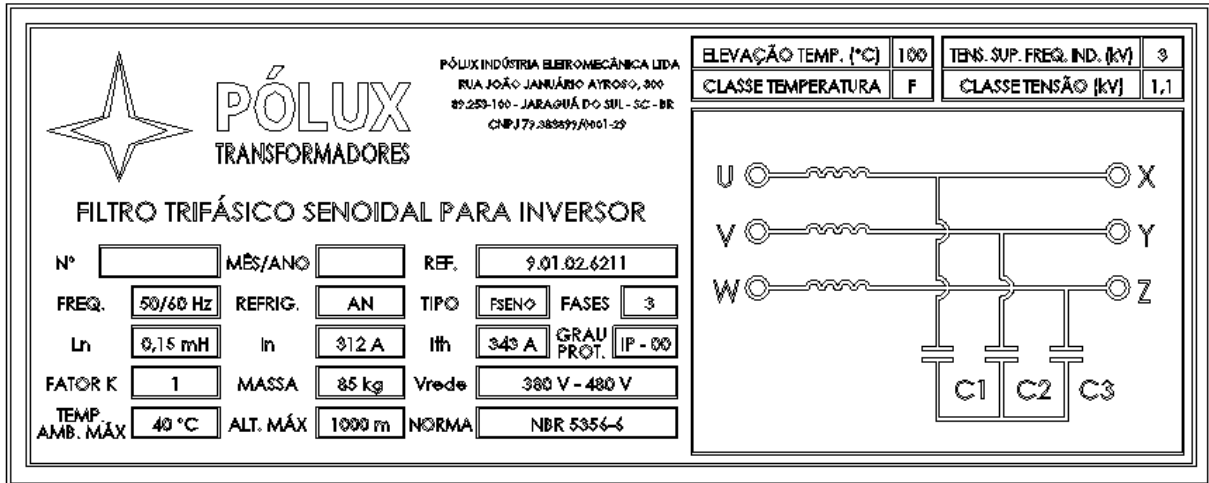 PÓLUX
TRANSFORMADORES
PÓLUX INDÚSTRIA ELETROMECÂNICA LTDA
RUA JOÃO JANUÁRIO AYROSO, 300
89.253-100 - JARAGUÁ DO SUL - SC - BR
CNPJ
FILTRO TRIFÁSICO SENOIDAL PARA INVERSOR
Nº MÊS/ANO REF. 9.01.02.6211
FREQ. 50/60 Hz REFRIG. AN TIPO FSENO FASES 3
Ln 0,15 mH In 312 A Ith 343 A GRAU PROT. IP - 00
FATOR K 1 MASSA 85 kg Vrede 380 V - 480 V
TEMP. AMB. MÁX 40 °C ALT. MÁX 1000 m NORMA NBR 5356-6
ELEVAÇÃO TEMP. (°C) 100 TENS. SUP. FREQ. IND. (kV) 3
CLASSE TEMPERATURA F CLASSE TENSÃO (kV) 1,1
U X
V Y
W Z
C1 C2 C3